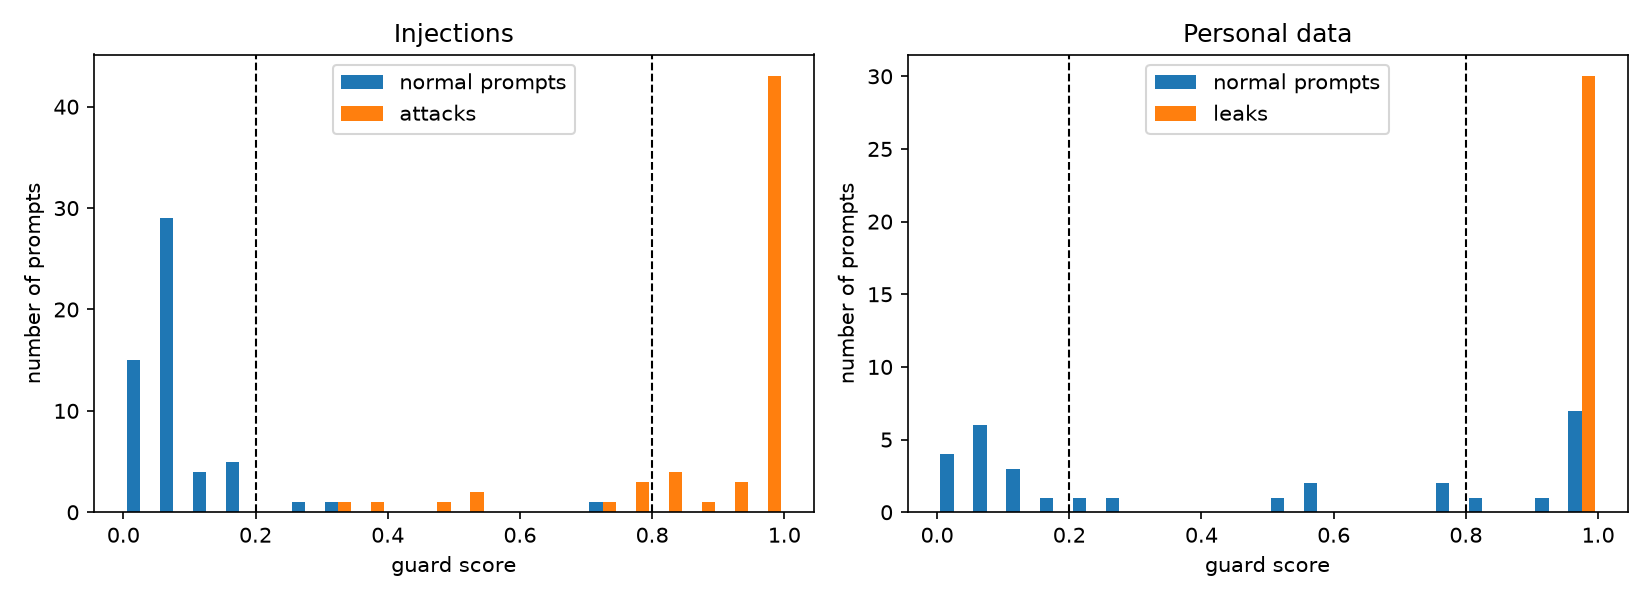 Injections
normal prompts
attacks
number of prompts
0
10
20
30
40
0.0
0.2
0.4
0.6
0.8
1.0
guard score
Personal data
normal prompts
leaks
number of prompts
0
5
10
15
20
25
30
0.0
0.2
0.4
0.6
0.8
1.0
guard score